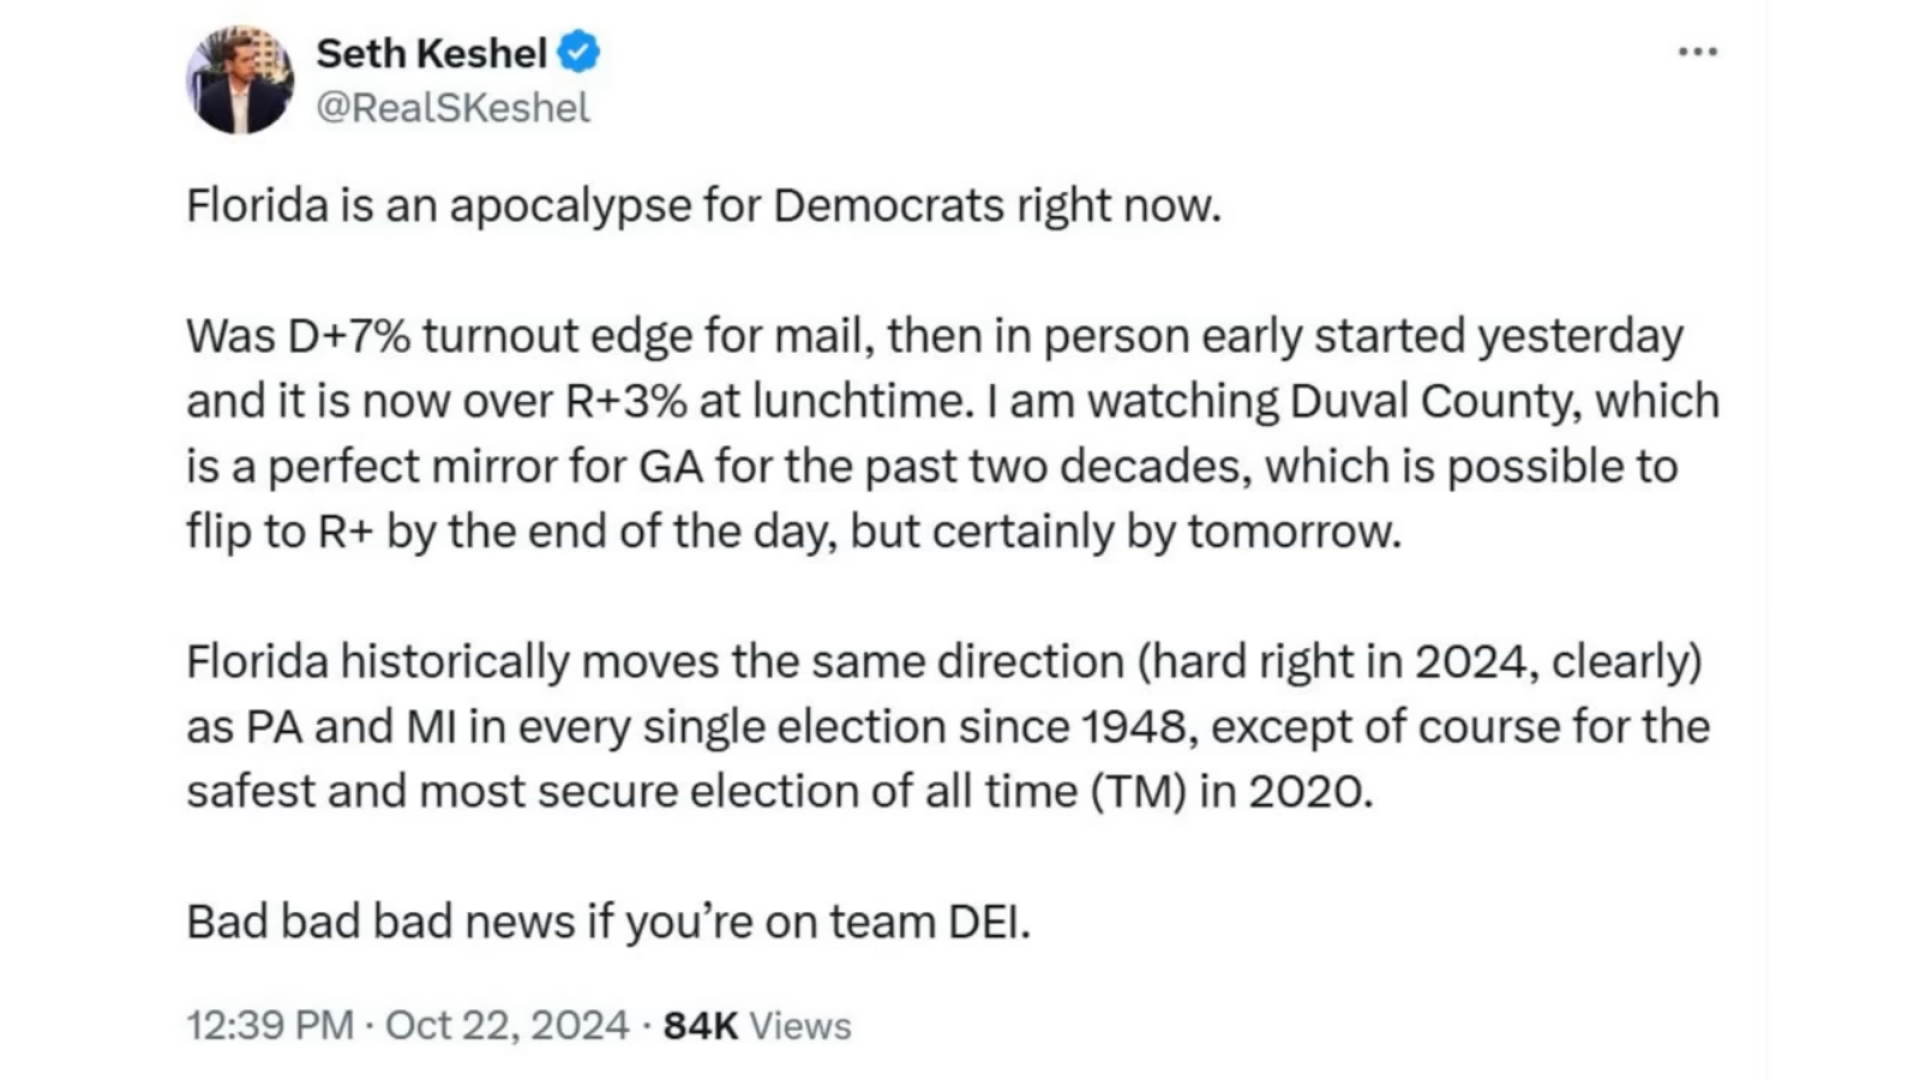 Seth Keshel
@RealSKeshel
Florida is an apocalypse for Democrats right now.
Was D+7% turnout edge for mail, then in person early started yesterday
and it is now over R+3% at lunchtime. I am watching Duval County, which
is a perfect mirror for GA for the past two decades, which is possible to
flip to R+ by the end of the day, but certainly by tomorrow.
Florida historically moves the same direction (hard right in 2024, clearly)
as PA and MI in every single election since 1948, except of course for the
safest and most secure election of all time (TM) in 2020.
Bad bad bad news if you’re on team DEI.
12:39 PM · Oct 22, 2024 · 84K Views